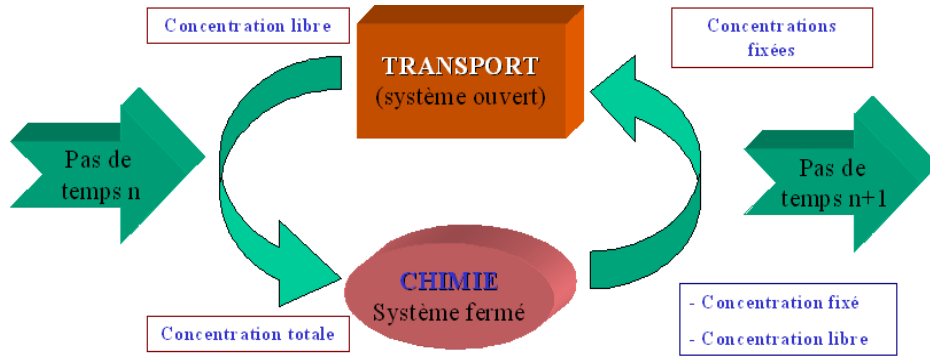 Concentration libre
TRANSPORT
(système ouvert)
Concentrations
fixées
Pas de
temps n
Pas de
temps n+1
CHIMIE
Système fermé
Concentration totale
- Concentration fixé
- Concentration libre